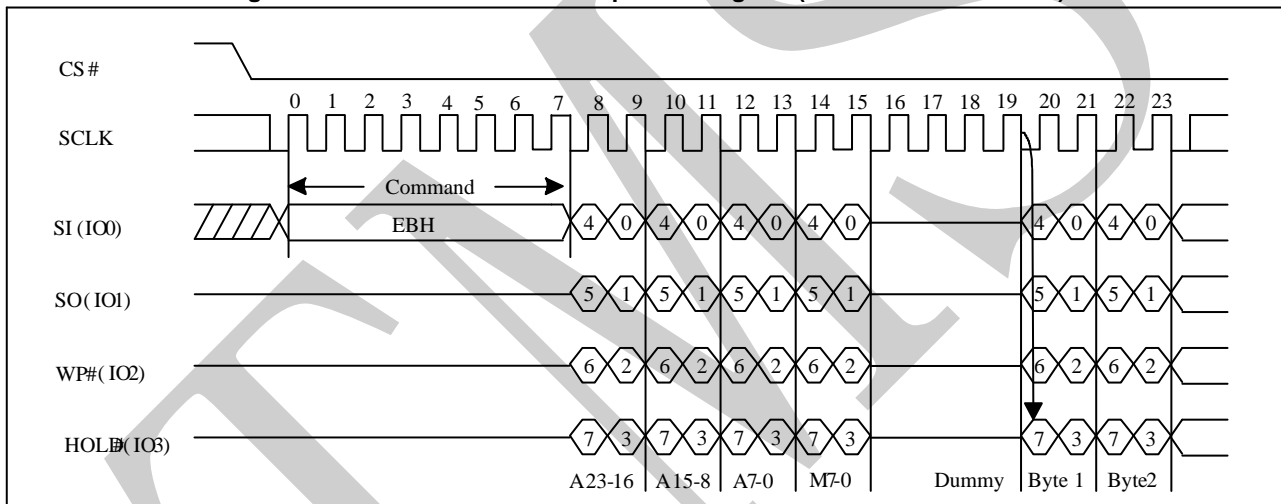 CS#
0 1 2 3 4 5 6 7 8 9 10 11 12 13 14 15 16 17 18 19 20 21 22 23
SCLK
Command
SI(IO0) EBH 4 0 4 0 4 0 4 0 4 0 4 0
SO(IO1) 5 1 5 1 5 1 5 1 5 1 5 1
WP#(IO2) 6 2 6 2 6 2 6 2 6 2 6 2
HOLD#(IO3) 7 3 7 3 7 3 7 3 7 3 7 3
A23-16 A15-8 A7-0 M7-0 Dummy Byte 1 Byte2